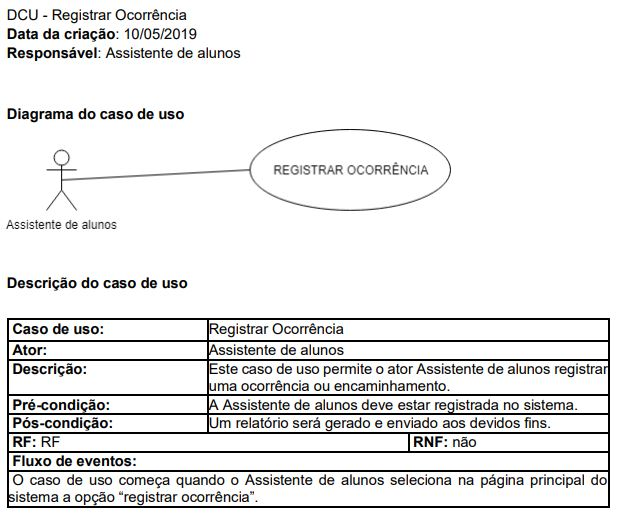 DCU - Registrar Ocorrência
Data da criação: 10/05/2019
Responsável: Assistente de alunos
Diagrama do caso de uso
REGISTRAR OCORRÊNCIA
Assistente de alunos
Descrição do caso de uso
Caso de uso: Registrar Ocorrência
Ator: Assistente de alunos
Descrição: Este caso de uso permite o ator Assistente de alunos registrar
uma ocorrência ou encaminhamento.
Pré-condição: A Assistente de alunos deve estar registrada no sistema.
Pós-condição: Um relatório será gerado e enviado aos devidos fins.
RF: RF RNF: não
Fluxo de eventos:
O caso de uso começa quando o Assistente de alunos seleciona na página principal do
sistema a opção “registrar ocorrência”.